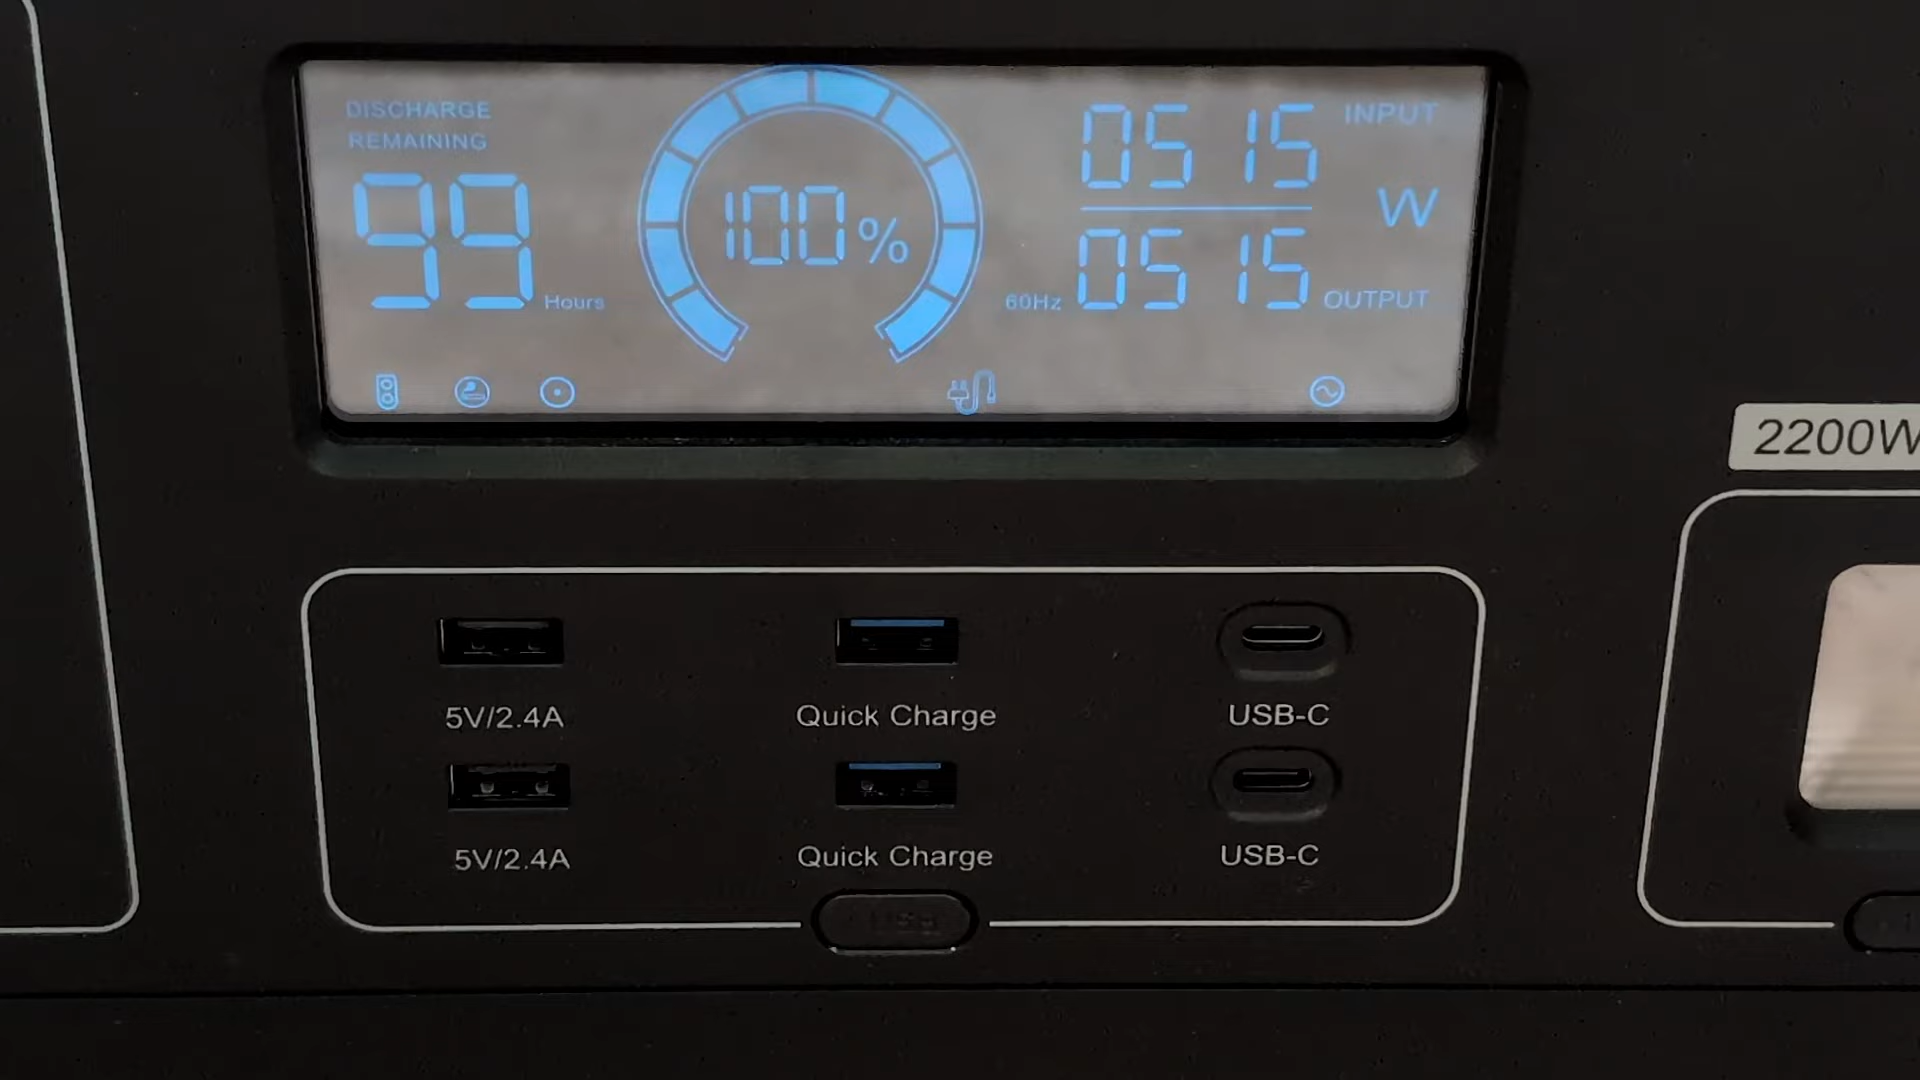 DISCHARGE
REMAINING
99 Hours
100%
0515 INPUT
W
60Hz 0515 OUTPUT
2200W
5V/2.4A Quick Charge USB-C
5V/2.4A Quick Charge USB-C
USB